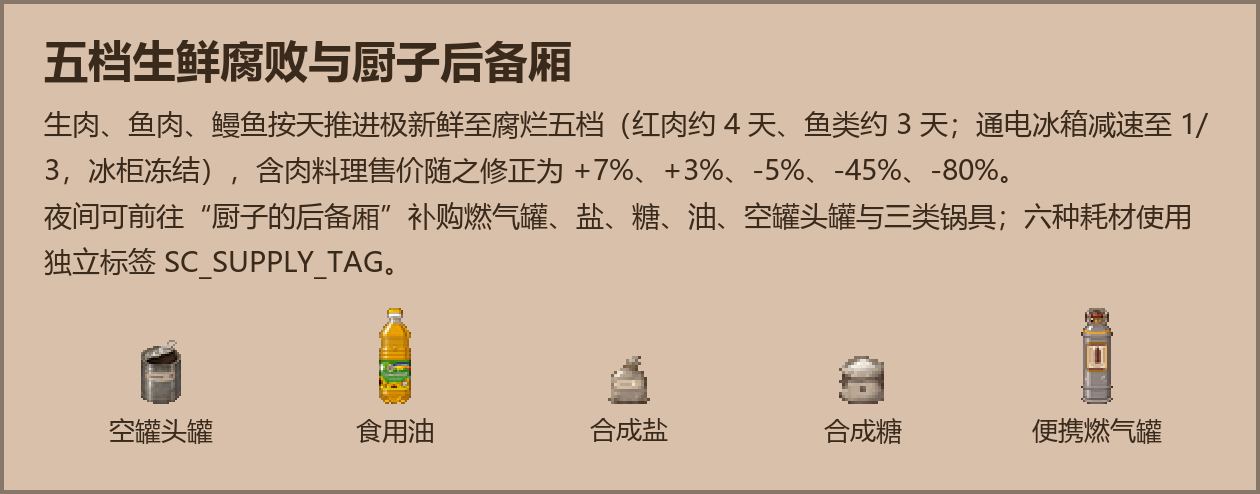 五档生鲜腐败与厨子后备厢
生肉、鱼肉、鳗鱼按天推进极新鲜至腐烂五档（红肉约 4 天、鱼类约 3 天；通电冰箱减速至 1/
3，冰柜冻结），含肉料理售价随之修正为 +7%、+3%、-5%、-45%、-80%。
夜间可前往“厨子的后备厢”补购燃气罐、盐、糖、油、空罐头罐与三类锅具；六种耗材使用
独立标签 SC_SUPPLY_TAG。
空罐头罐
食用油
合成盐
合成糖
便携燃气罐